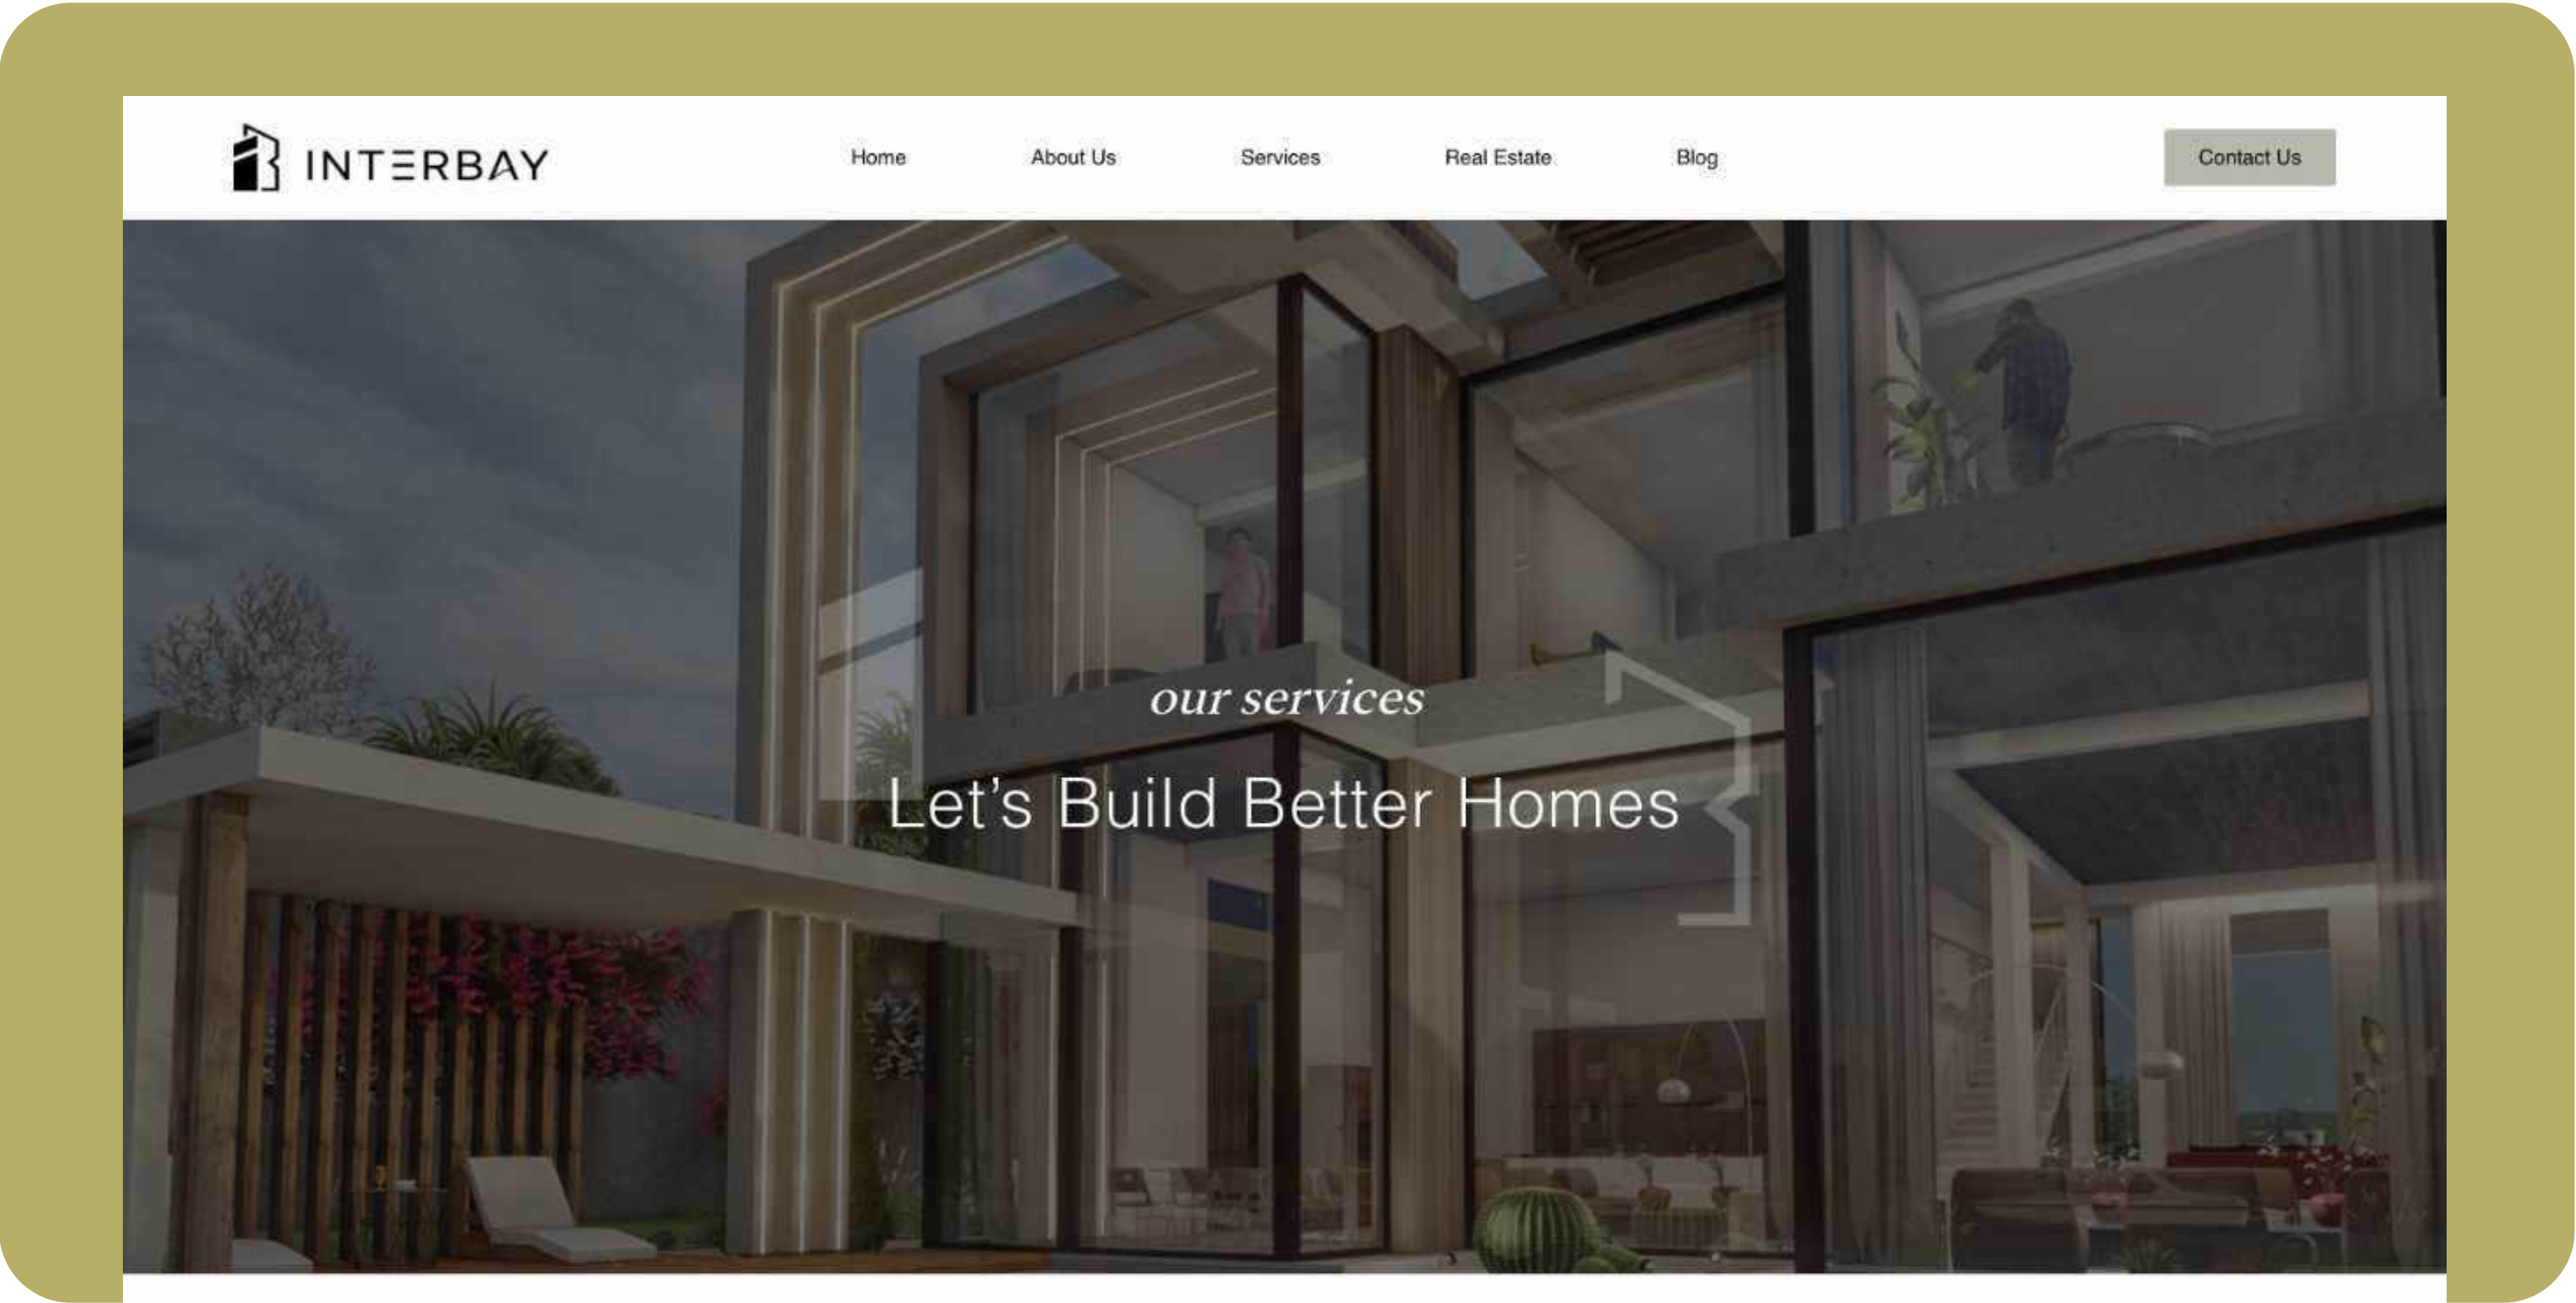 INTERBAY
Home About Us Services Real Estate Blog Contact Us
our services
Let's Build Better Homes